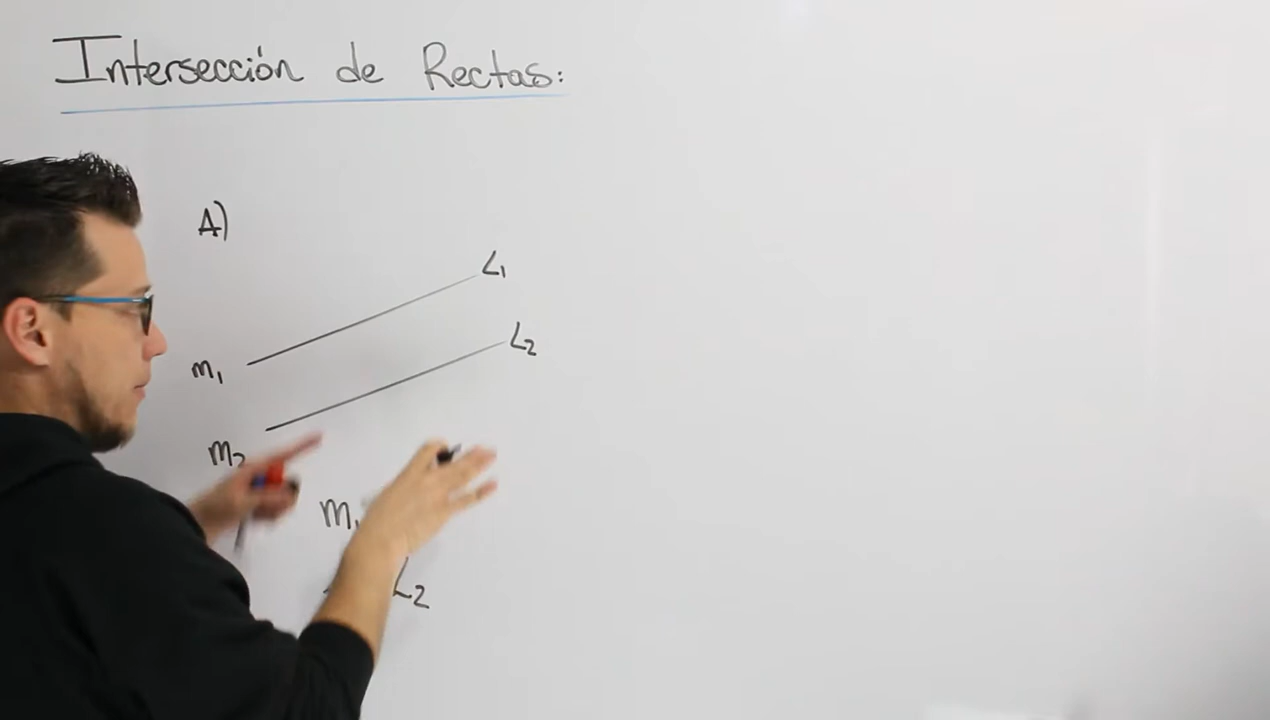 Intersección de Rectas:
A)
L1
L2
m1
m2
m1
L2